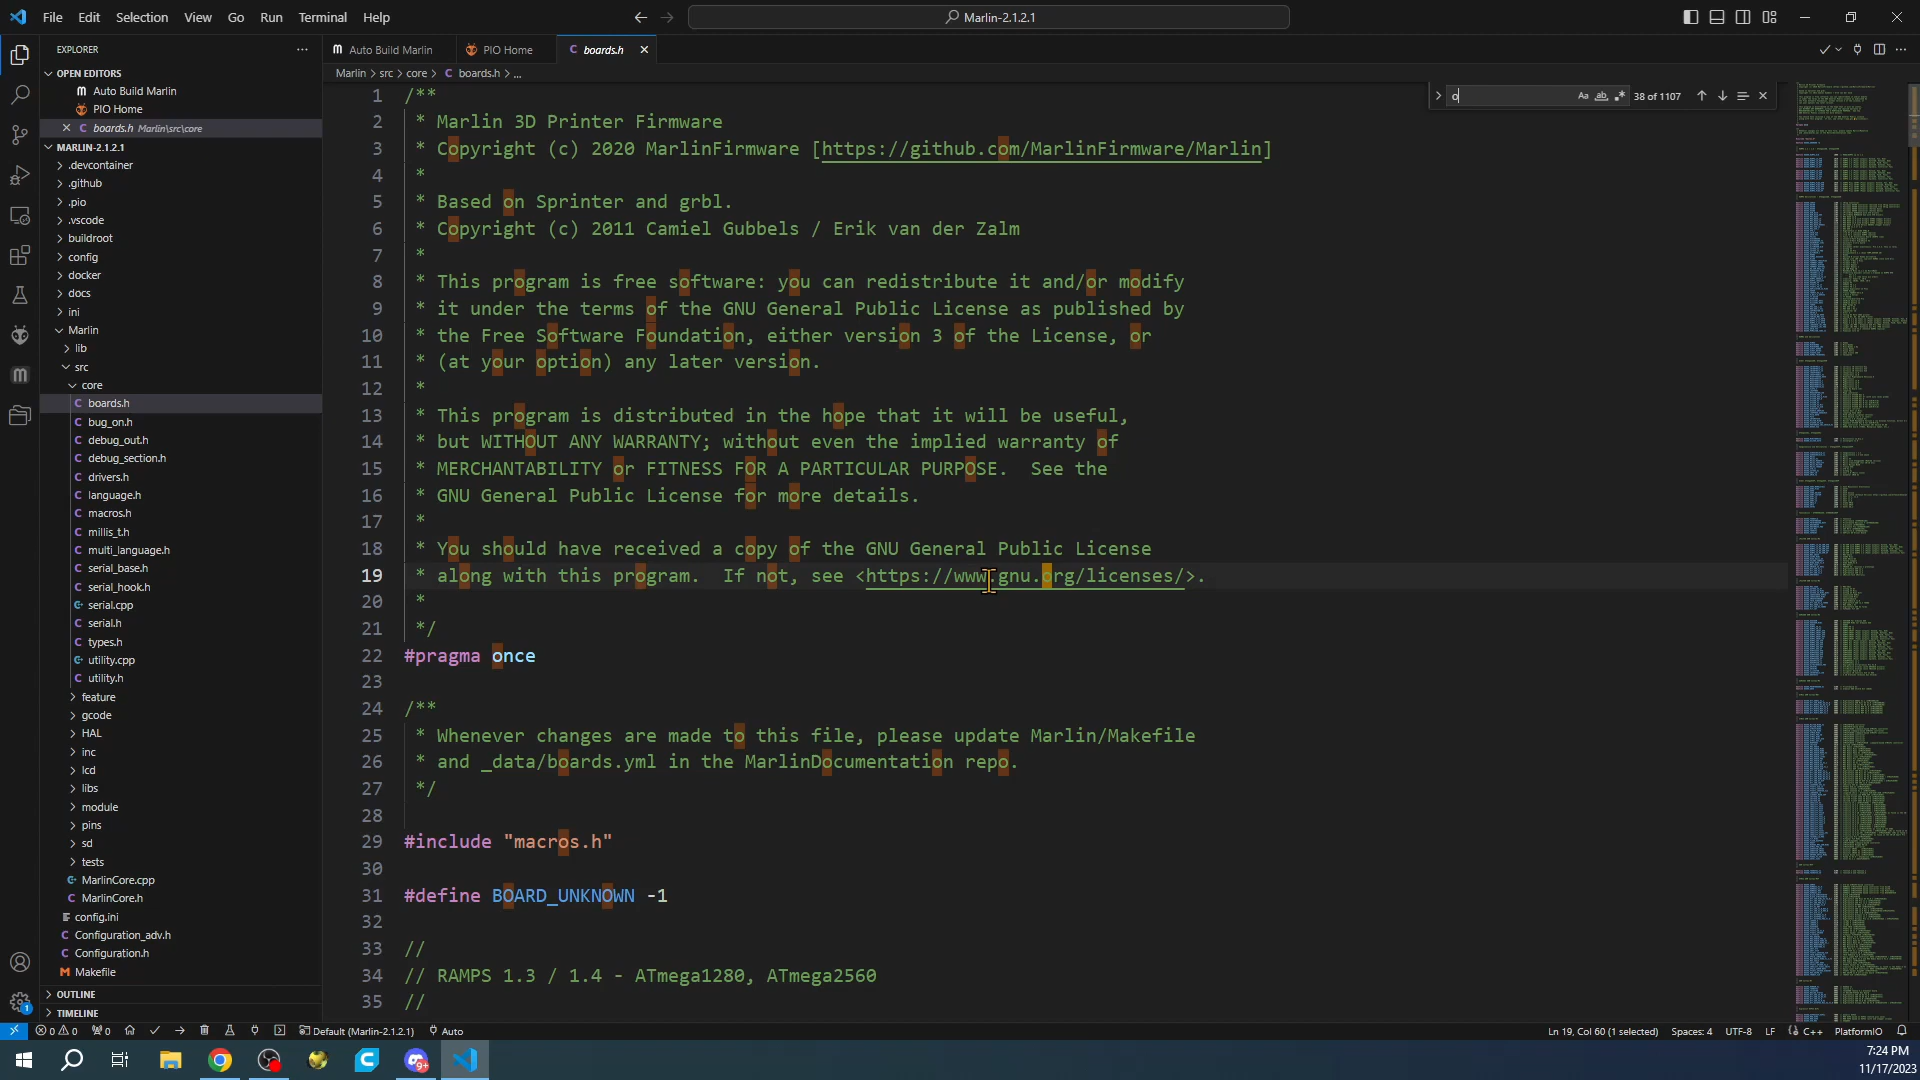 File Edit Selection View Go Run Terminal Help
Marlin-2.1.2.1
EXPLORER
OPEN EDITORS
Auto Build Marlin
PIO Home
boards.h Marlin\src\core
MARLIN-2.1.2.1
.devcontainer
.github
.pio
.vscode
buildroot
config
docker
docs
ini
Marlin
lib
src
core
boards.h
bug_on.h
debug_out.h
debug_section.h
drivers.h
language.h
macros.h
millis_t.h
multi_language.h
serial_base.h
serial_hook.h
serial.cpp
serial.h
types.h
utility.cpp
utility.h
feature
gcode
HAL
inc
lcd
libs
module
pins
sd
tests
MarlinCore.cpp
MarlinCore.h
config.ini
Configuration_adv.h
Configuration.h
Makefile
OUTLINE
TIMELINE
Auto Build Marlin PIO Home boards.h
Marlin > src > core > boards.h > ...
o 38 of 1107
1 /**
2 * Marlin 3D Printer Firmware
3 * Copyright (c) 2020 MarlinFirmware [https://github.com/MarlinFirmware/Marlin]
4 *
5 * Based on Sprinter and grbl.
6 * Copyright (c) 2011 Camiel Gubbels / Erik van der Zalm
7 *
8 * This program is free software: you can redistribute it and/or modify
9 * it under the terms of the GNU General Public License as published by
10 * the Free Software Foundation, either version 3 of the License, or
11 * (at your option) any later version.
12 *
13 * This program is distributed in the hope that it will be useful,
14 * but WITHOUT ANY WARRANTY; without even the implied warranty of
15 * MERCHANTABILITY or FITNESS FOR A PARTICULAR PURPOSE.  See the
16 * GNU General Public License for more details.
17 *
18 * You should have received a copy of the GNU General Public License
19 * along with this program.  If not, see <https://www.gnu.org/licenses/>.
20 *
21 */
22 #pragma once
23
24 /**
25 * Whenever changes are made to this file, please update Marlin/Makefile
26 * and _data/boards.yml in the MarlinDocumentation repo.
27 */
28
29 #include "macros.h"
30
31 #define BOARD_UNKNOWN -1
32
33 //
34 // RAMPS 1.3 / 1.4 - ATmega1280, ATmega2560
35 //
0 0 0 Default (Marlin-2.1.2.1) Auto
Ln 19, Col 60 (1 selected) Spaces: 4 UTF-8 LF C++ PlatformIO
7:24 PM
11/17/2023